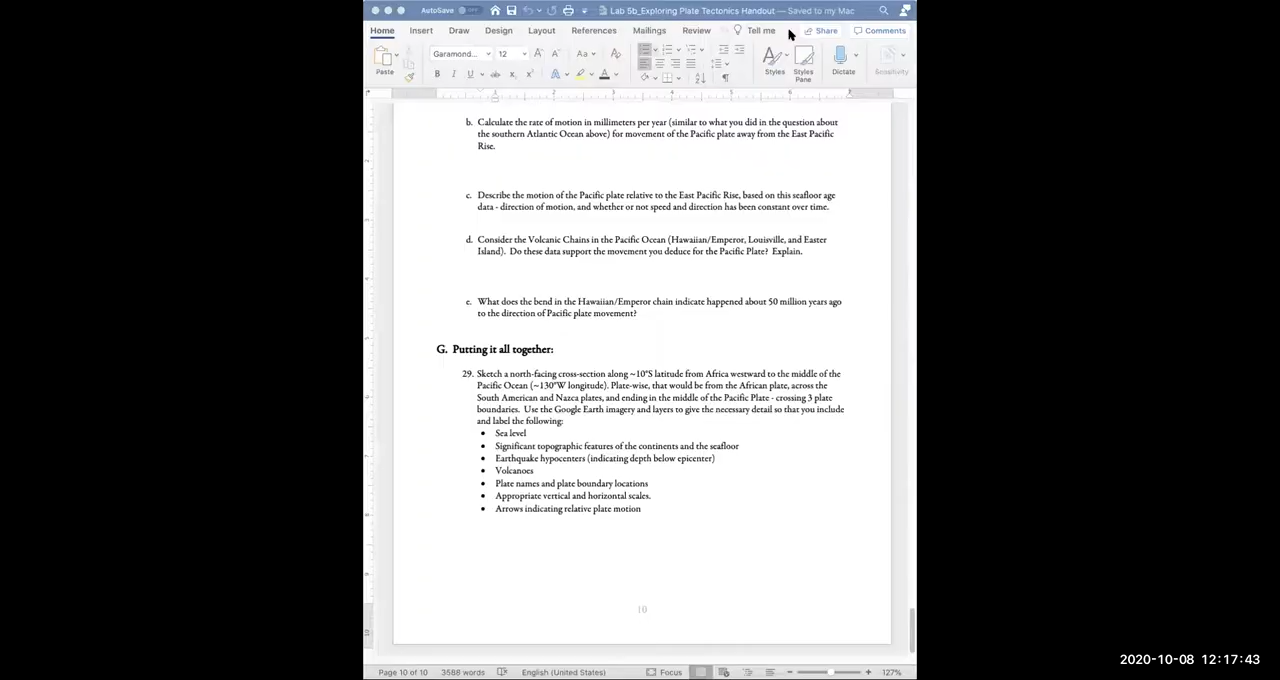 AutoSave
Lab 5b_Exploring Plate Tectonics Handout — Saved to my Mac
Home Insert Draw Design Layout References Mailings Review Tell me Share Comments
Paste Garamond... 12 Aa Styles Styles Pane Dictate Sensitivity
b. Calculate the rate of motion in millimeters per year (similar to what you did in the question about
the southern Atlantic Ocean above) for movement of the Pacific plate away from the East Pacific
Rise.
c. Describe the motion of the Pacific plate relative to the East Pacific Rise, based on this seafloor age
data - direction of motion, and whether or not speed and direction has been constant over time.
d. Consider the Volcanic Chains in the Pacific Ocean (Hawaiian/Emperor, Louisville, and Easter
Island). Do these data support the movement you deduce for the Pacific Plate? Explain.
e. What does the bend in the Hawaiian/Emperor chain indicate happened about 50 million years ago
to the direction of Pacific plate movement?
G. Putting it all together:
29. Sketch a north-facing cross-section along ~10°S latitude from Africa westward to the middle of the
Pacific Ocean (~130°W longitude). Plate-wise, that would be from the African plate, across the
South American and Nazca plates, and ending in the middle of the Pacific Plate - crossing 3 plate
boundaries. Use the Google Earth imagery and layers to give the necessary detail so that you include
and label the following:
• Sea level
• Significant topographic features of the continents and the seafloor
• Earthquake hypocenters (indicating depth below epicenter)
• Volcanoes
• Plate names and plate boundary locations
• Appropriate vertical and horizontal scales.
• Arrows indicating relative plate motion
10
Page 10 of 10 3588 words English (United States) Focus 127%
2020-10-08 12:17:43